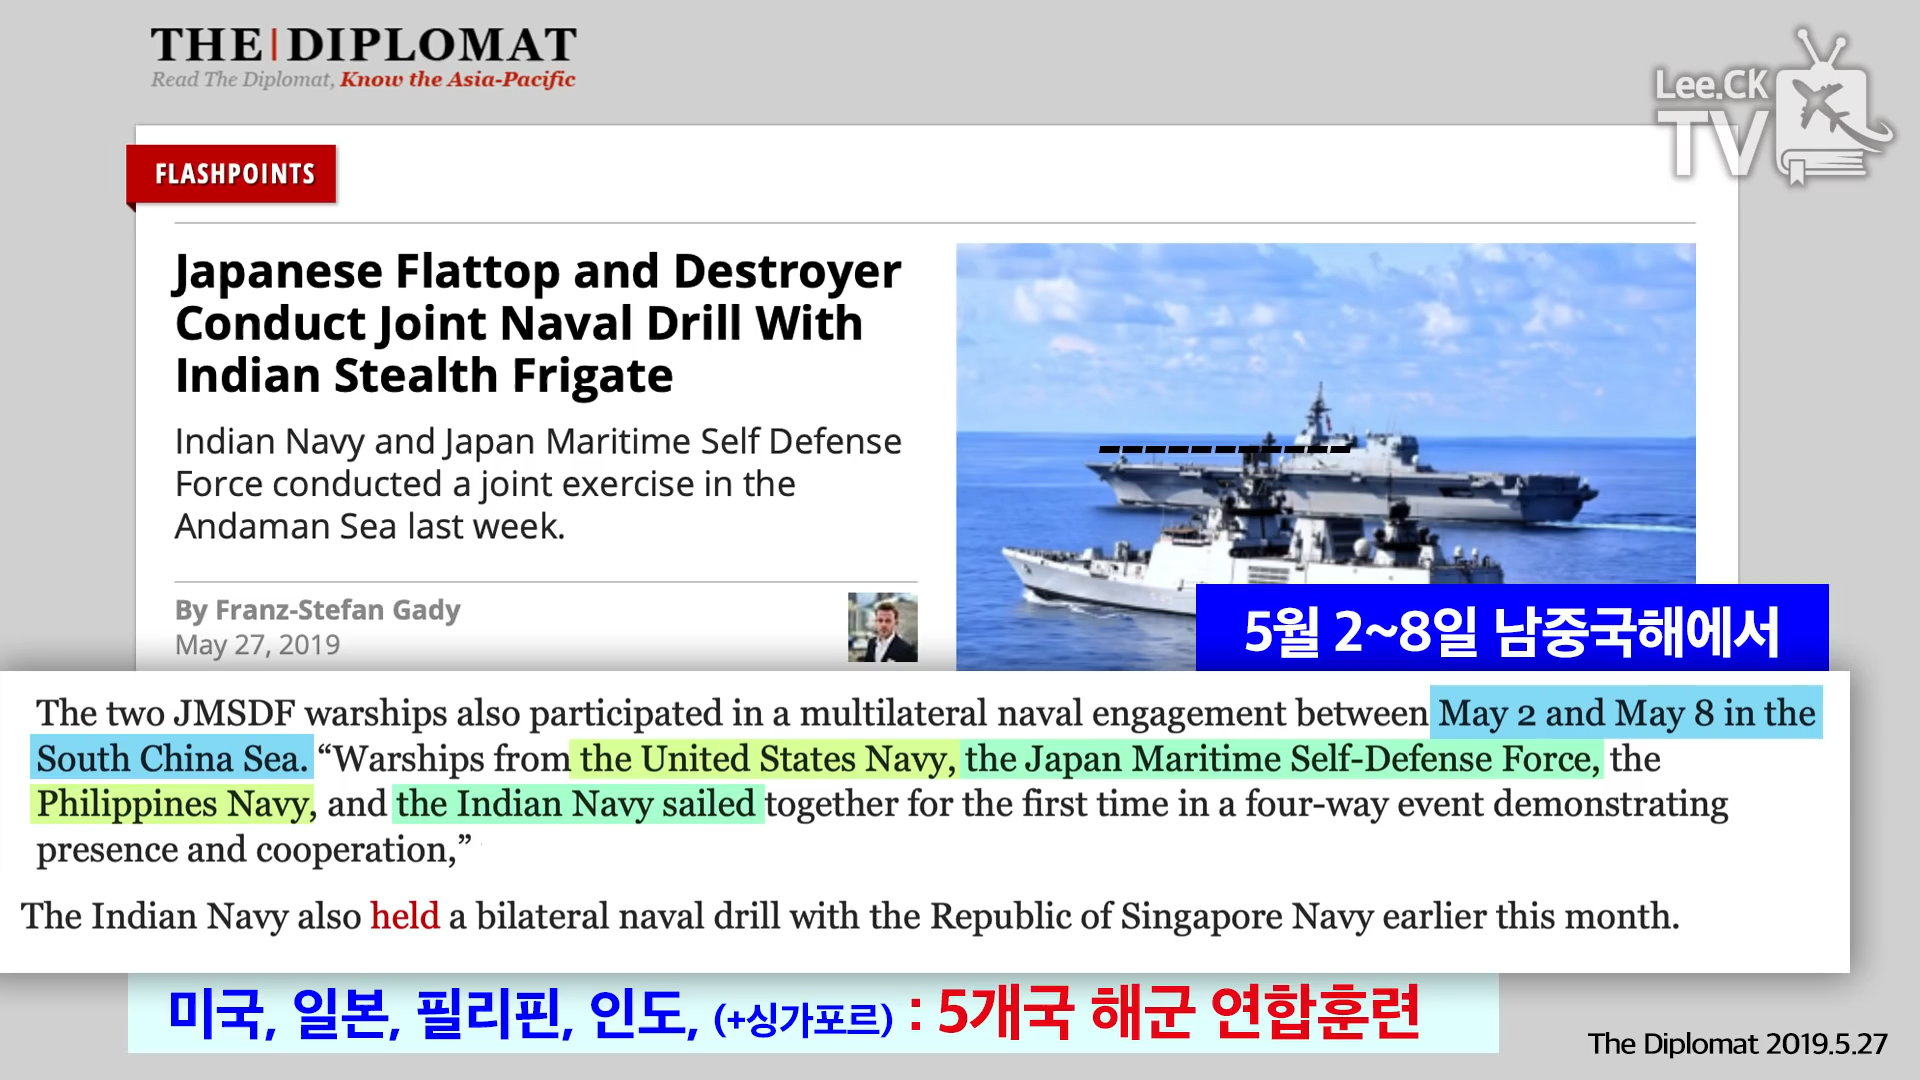 THE|DIPLOMAT
Read The Diplomat, Know the Asia-Pacific
Lee.CK
TV
FLASHPOINTS
Japanese Flattop and Destroyer
Conduct Joint Naval Drill With
Indian Stealth Frigate
Indian Navy and Japan Maritime Self Defense
Force conducted a joint exercise in the
Andaman Sea last week.
By Franz-Stefan Gady
May 27, 2019
5월 2~8일 남중국해에서
The two JMSDF warships also participated in a multilateral naval engagement between May 2 and May 8 in the
South China Sea. “Warships from the United States Navy, the Japan Maritime Self-Defense Force, the
Philippines Navy, and the Indian Navy sailed together for the first time in a four-way event demonstrating
presence and cooperation,”
The Indian Navy also held a bilateral naval drill with the Republic of Singapore Navy earlier this month.
미국, 일본, 필리핀, 인도, (+싱가포르) : 5개국 해군 연합훈련
The Diplomat 2019.5.27